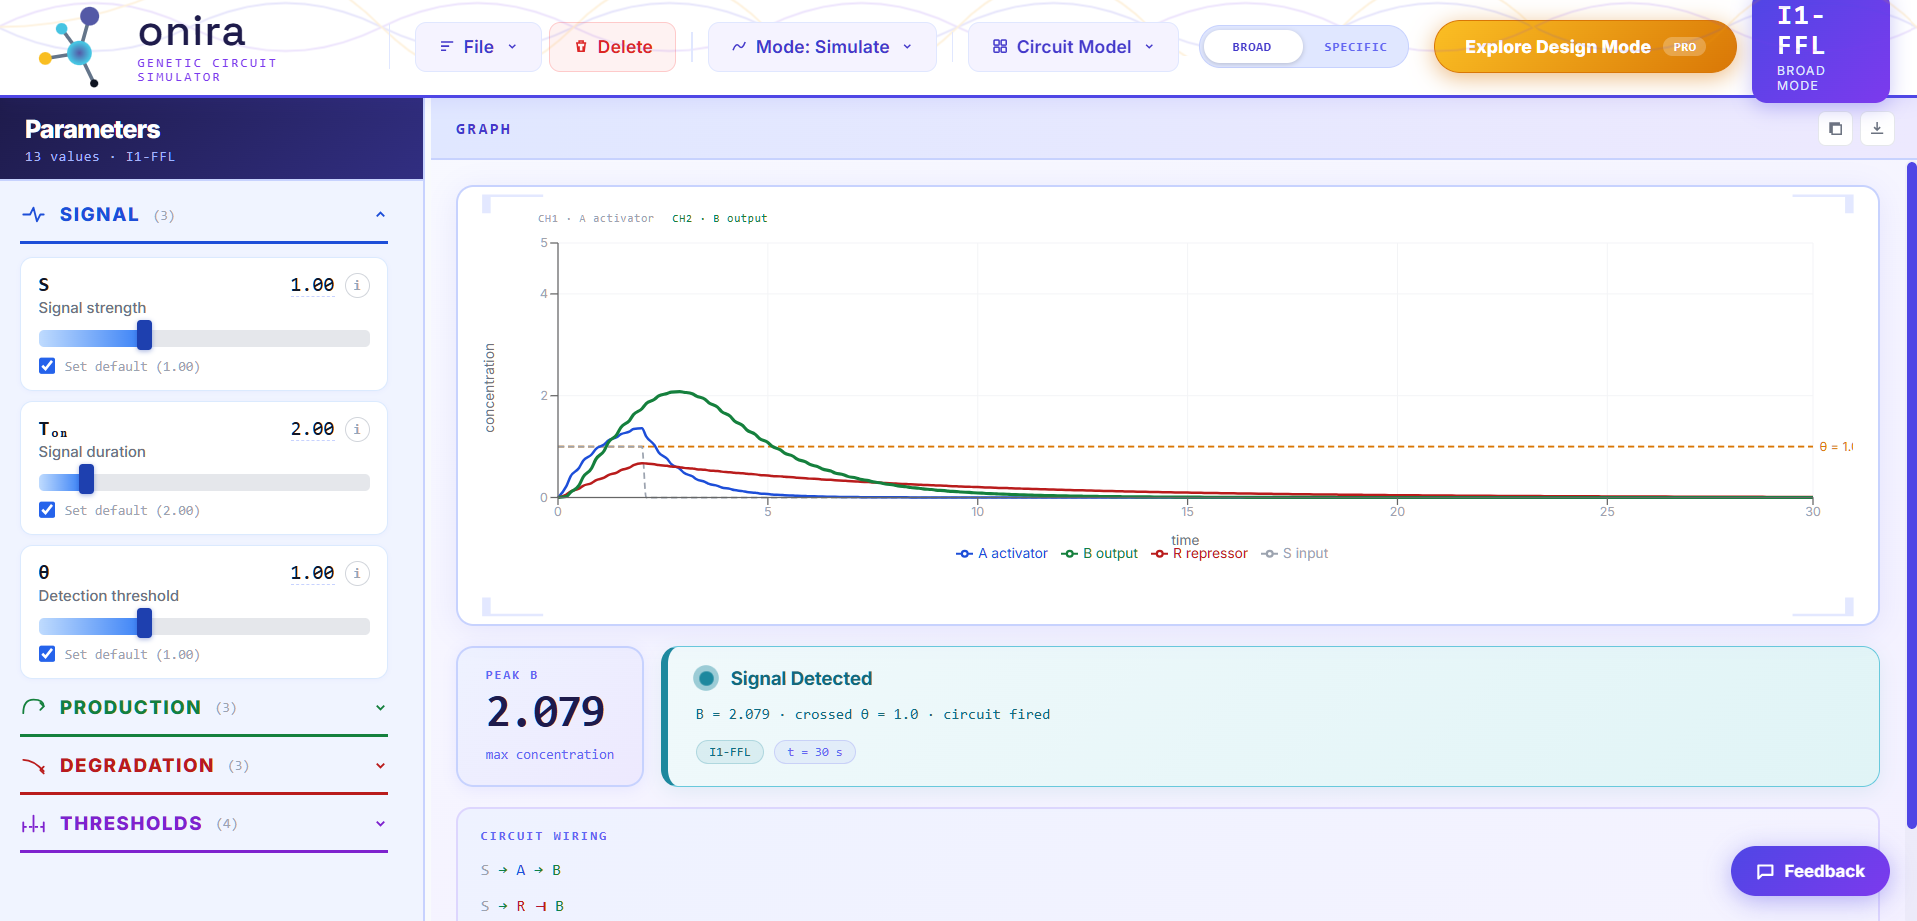 onira
GENETIC CIRCUIT
SIMULATOR
File
Delete
Mode: Simulate
Circuit Model
BROAD
SPECIFIC
Explore Design Mode PRO
I1-
FFL
BROAD
MODE
Parameters
13 values · I1-FFL
SIGNAL (3)
S 1.00 i
Signal strength
Set default (1.00)
Ton 2.00 i
Signal duration
Set default (2.00)
θ 1.00 i
Detection threshold
Set default (1.00)
PRODUCTION (3)
DEGRADATION (3)
THRESHOLDS (4)
GRAPH
CH1 · A activator CH2 · B output
5
4
2
0
concentration
θ = 1.
0 5 10 15 20 25 30
time
A activator B output R repressor S input
PEAK B
2.079
max concentration
Signal Detected
B = 2.079 · crossed θ = 1.0 · circuit fired
I1-FFL t = 30 s
CIRCUIT WIRING
S → A → B
S → R ⊣ B
Feedback